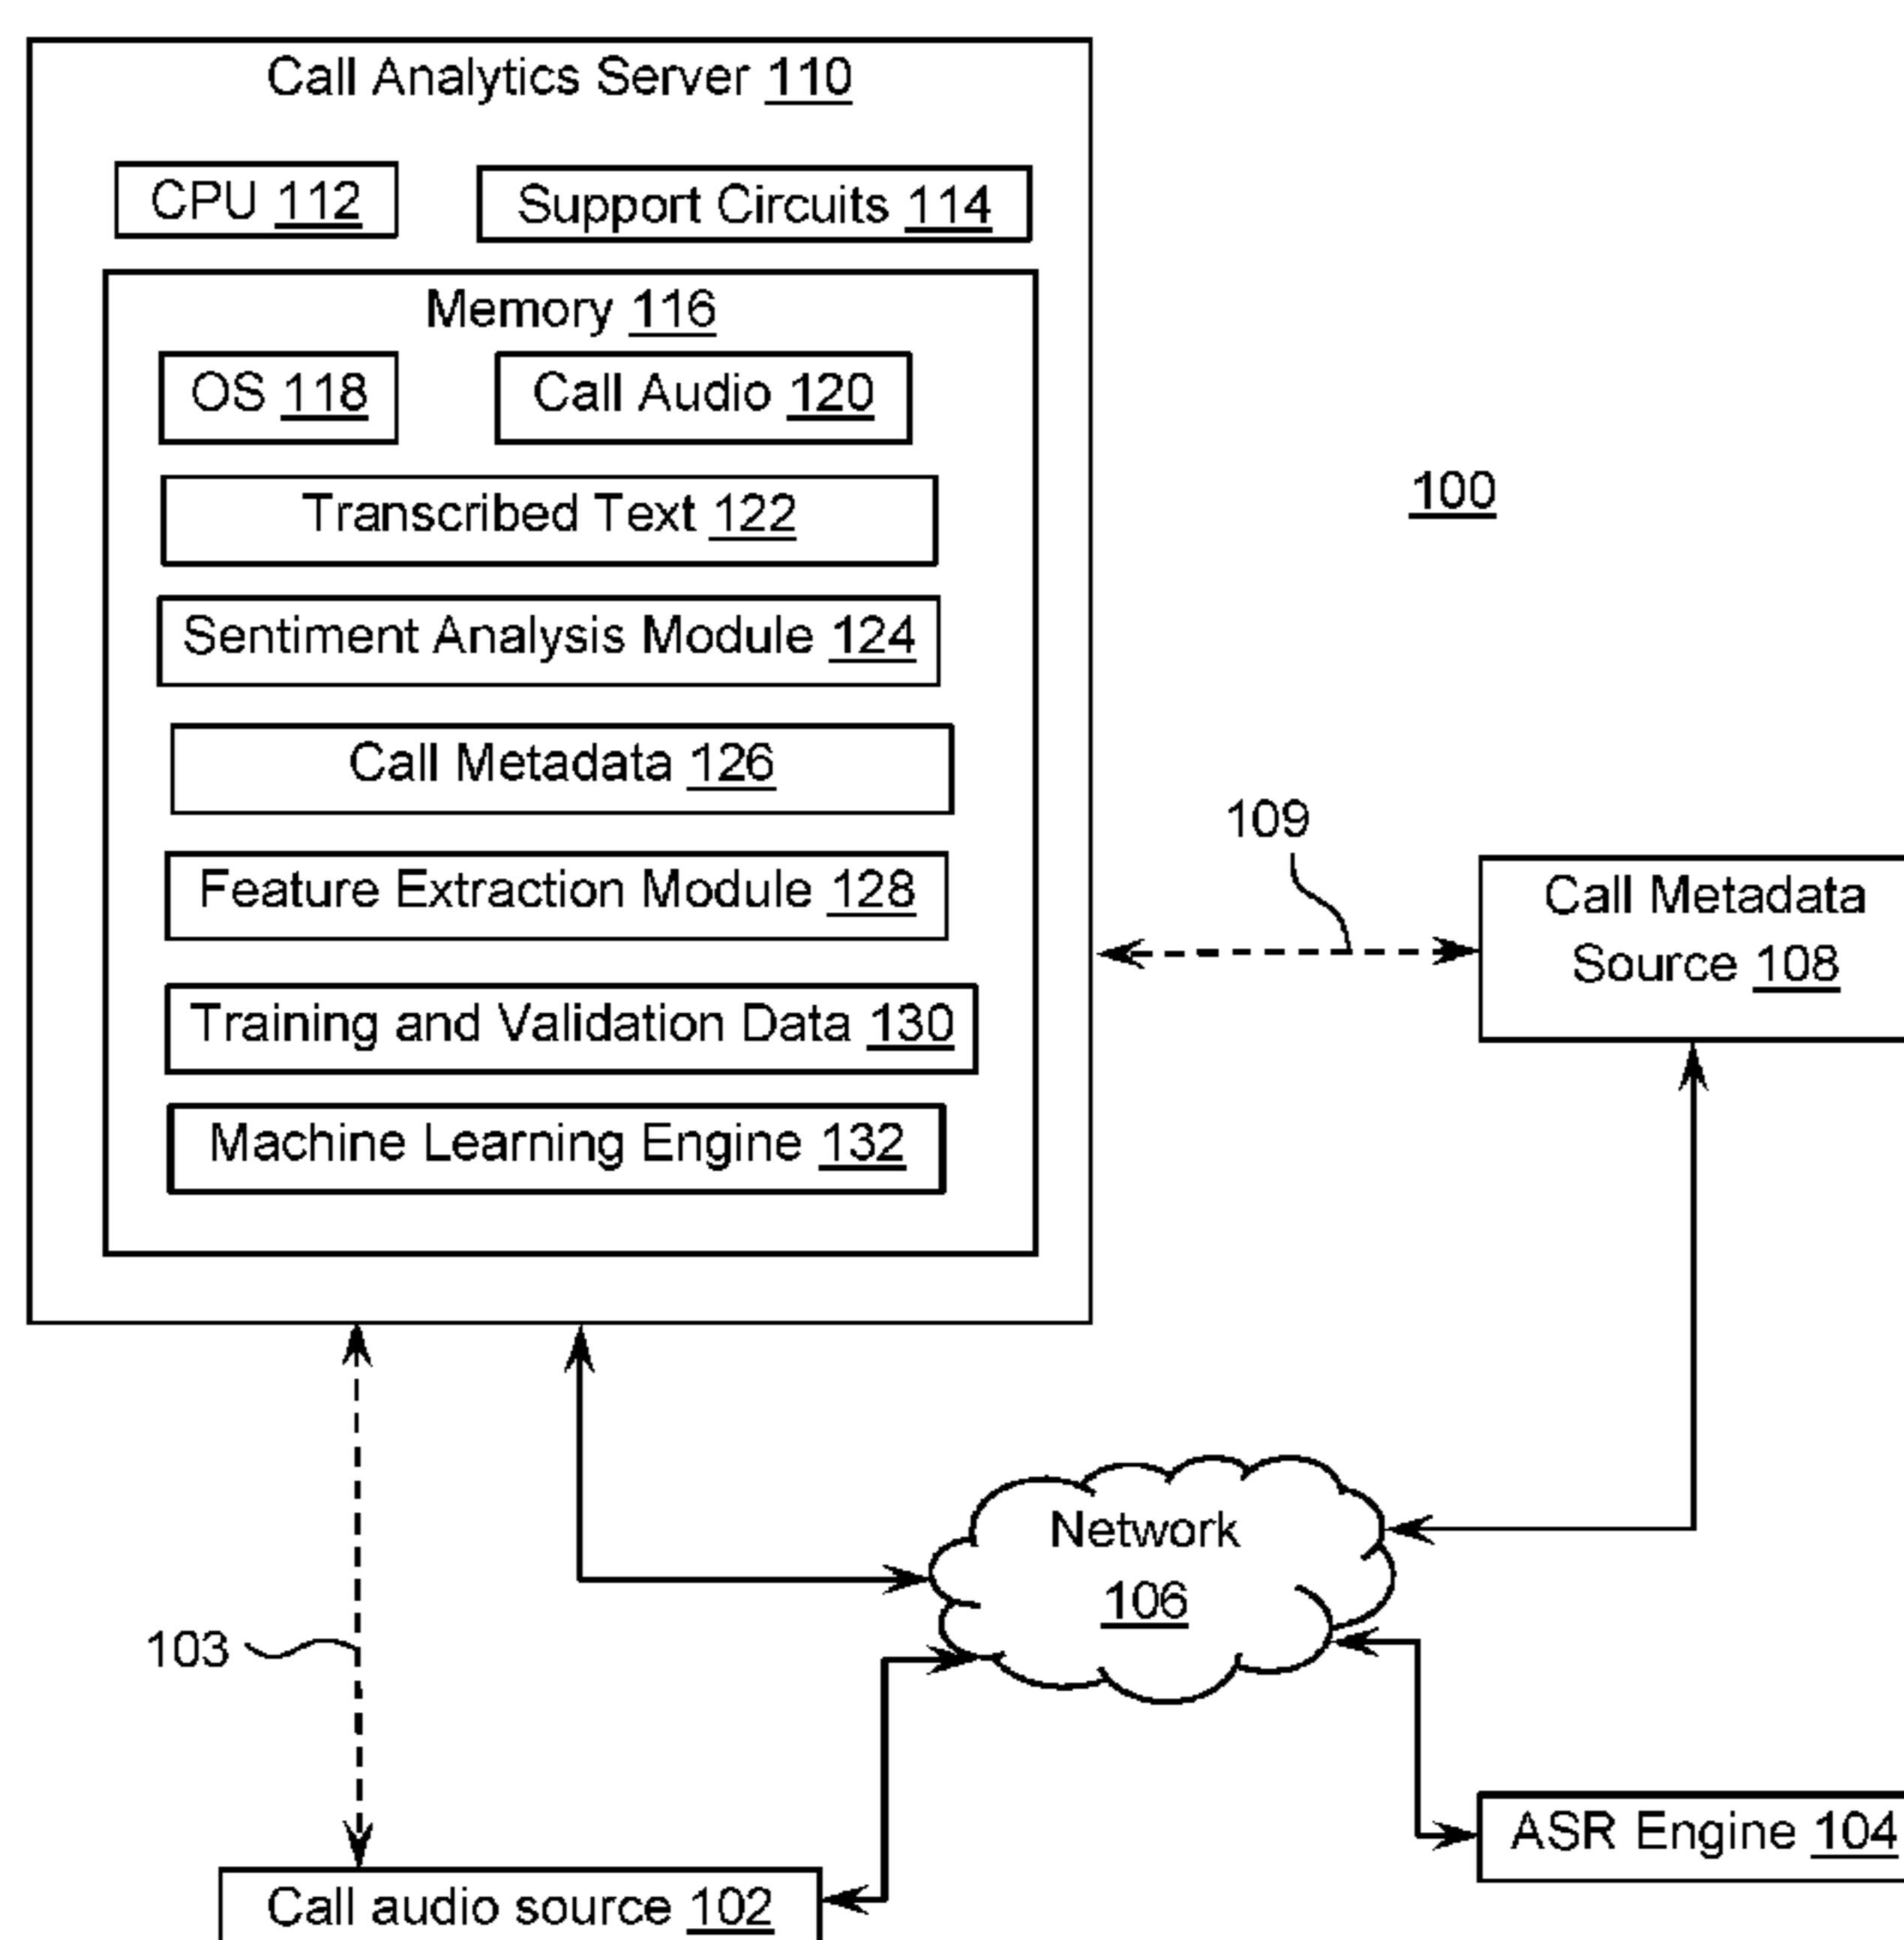 Call Analytics Server 110
CPU 112
Support Circuits 114
Memory 116
OS 118
Call Audio 120
Transcribed Text 122
Sentiment Analysis Module 124
Call Metadata 126
Feature Extraction Module 128
Training and Validation Data 130
Machine Learning Engine 132
100
109
Call Metadata
Source 108
Network
106
103
ASR Engine 104
Call audio source 102